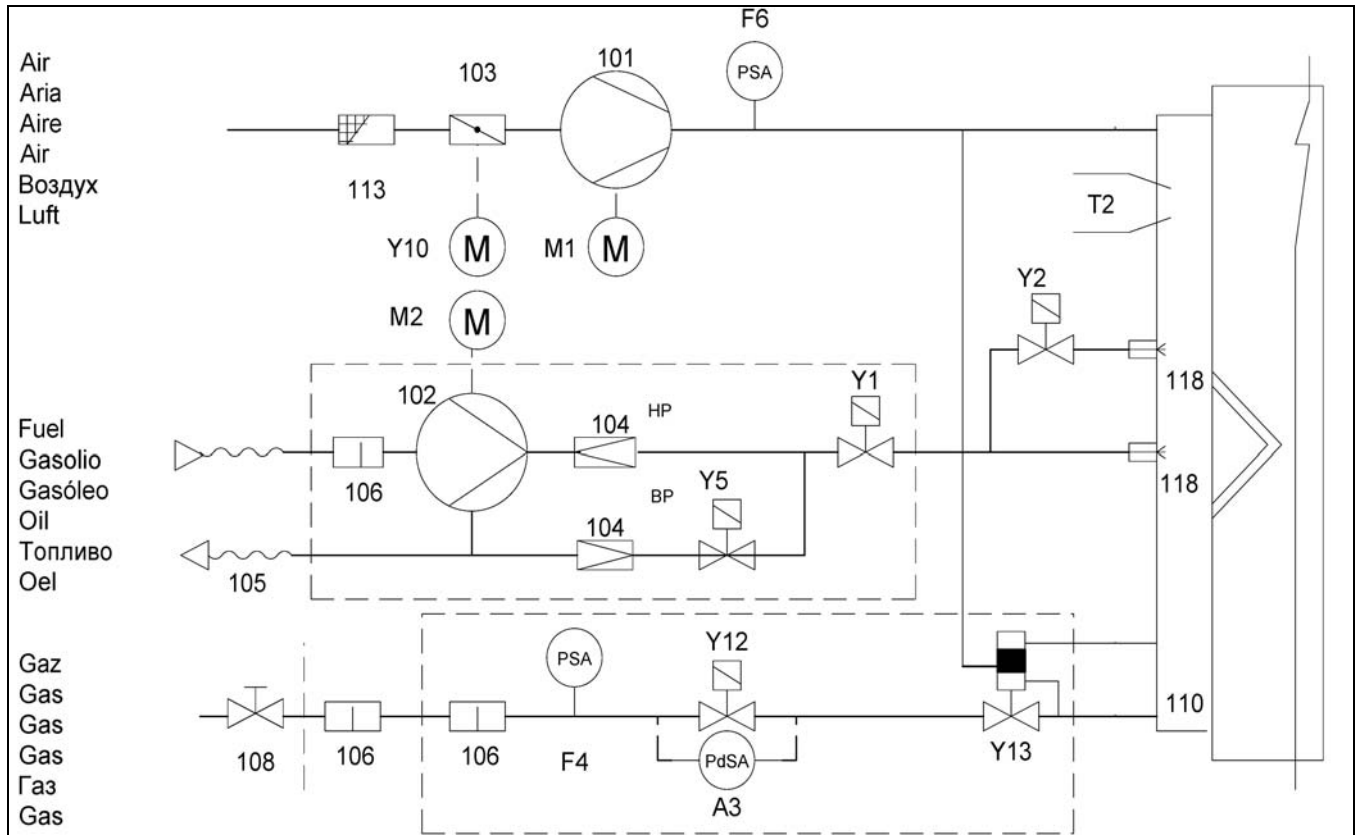 F6
101
103
PSA
Air
Aria
Aire
Air
Воздух
Luft
113
T2
Y10
M
M1
M
Y2
M2
M
118
102
HP
104
Y1
Fuel
Gasolio
Gasóleo
Oil
Топливо
Oel
106
BP
Y5
118
104
105
Gaz
Gas
Gas
Gas
Газ
Gas
PSA
Y12
110
108
106
106
F4
PdSA
Y13
A3